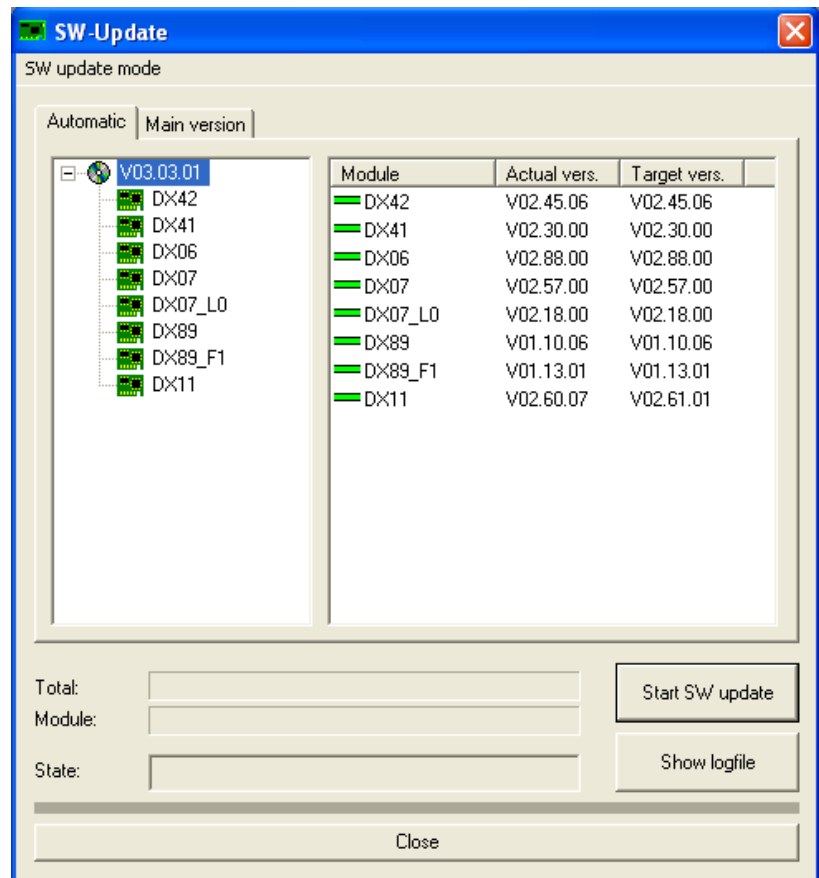 SW-Update
SW update mode
Automatic
Main version
V03.03.01
DX42
DX41
DX06
DX07
DX07_L0
DX89
DX89_F1
DX11
Module Actual vers. Target vers.
DX42 V02.45.06 V02.45.06
DX41 V02.30.00 V02.30.00
DX06 V02.88.00 V02.88.00
DX07 V02.57.00 V02.57.00
DX07_L0 V02.18.00 V02.18.00
DX89 V01.10.06 V01.10.06
DX89_F1 V01.13.01 V01.13.01
DX11 V02.60.07 V02.61.01
Total:
Module:
State:
Start SW update
Show logfile
Close